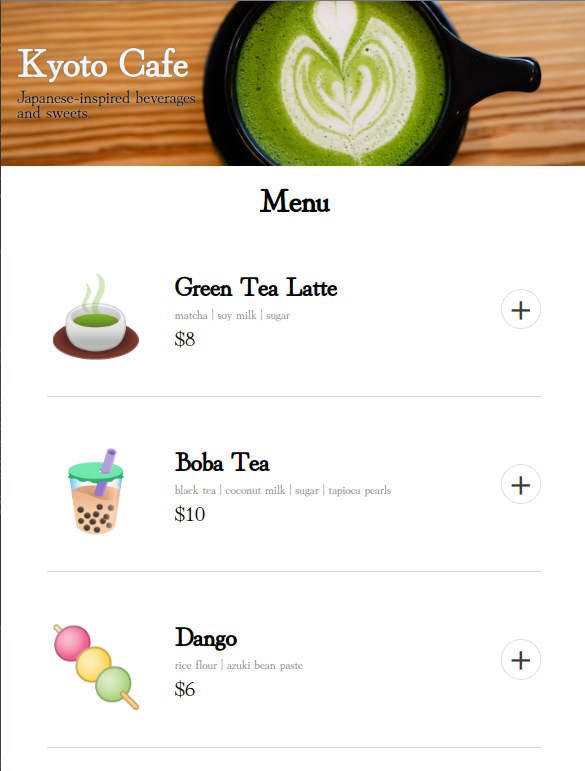 Kyoto Cafe
Japanese-inspired beverages
and sweets
Menu
Green Tea Latte
matcha | soy milk | sugar
$8
Boba Tea
black tea | coconut milk | sugar | tapioca pearls
$10
Dango
rice flour | azuki bean paste
$6